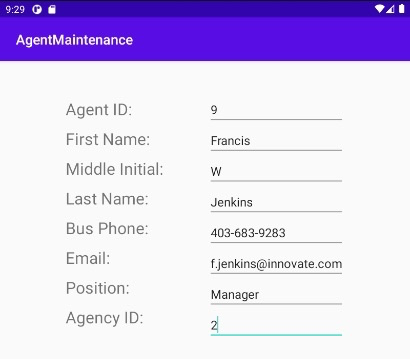 9:29
AgentMaintenance
Agent ID: 9
First Name: Francis
Middle Initial: W
Last Name: Jenkins
Bus Phone: 403-683-9283
Email: f.jenkins@innovate.com
Position: Manager
Agency ID: 2